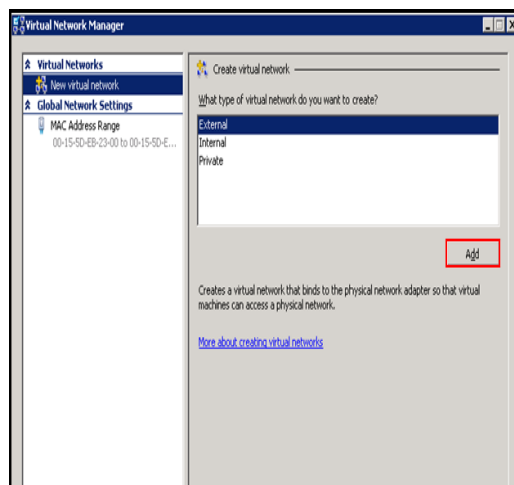 Virtual Network Manager
Virtual Networks
New virtual network
Global Network Settings
MAC Address Range
00-15-5D-EB-23-00 to 00-15-5D-E...
Create virtual network
What type of virtual network do you want to create?
External
Internal
Private
Add
Creates a virtual network that binds to the physical network adapter so that virtual
machines can access a physical network.
More about creating virtual networks